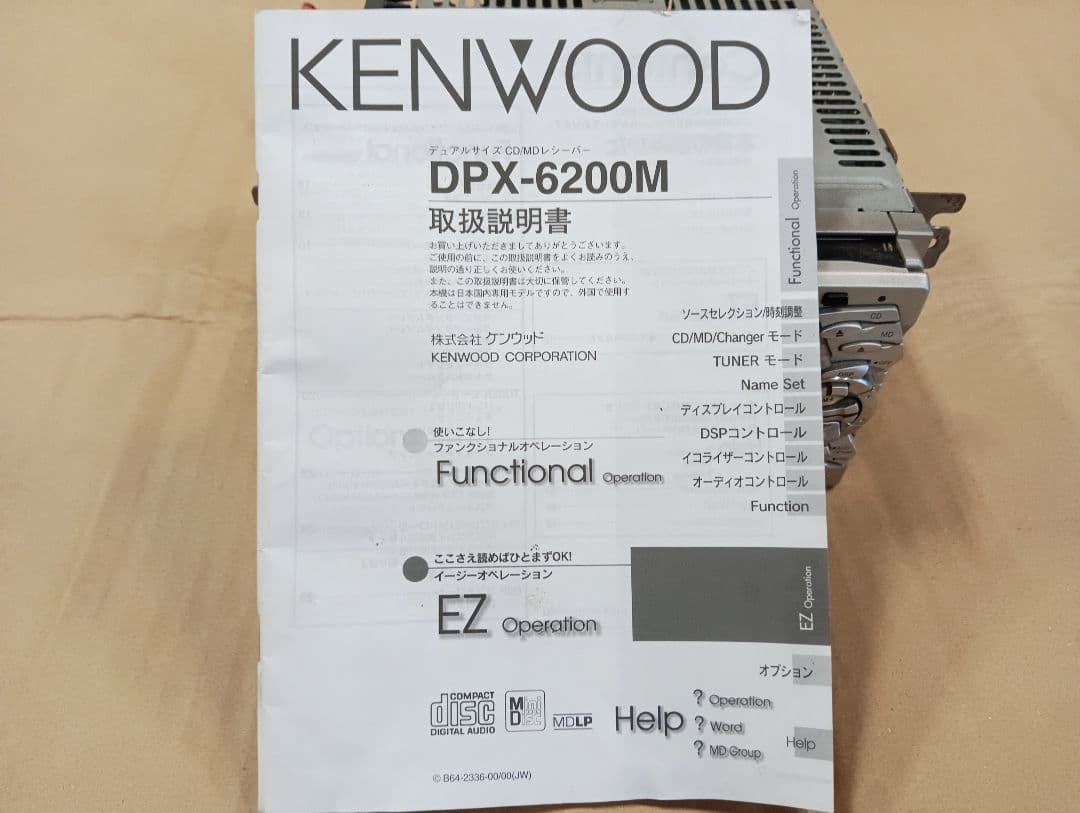 KENWOOD
デュアルサイズ CD/MDレシーバー
DPX-6200M
取扱説明書
お買い上げいただきましてありがとうございます。
ご使用の前に、この取扱説明書をよくお読みのうえ、
説明の通り正しくお使いください。
また、この取扱説明書は大切に保管してください。
本機は日本国内専用モデルですので、外国で使用す
ることはできません。
株式会社 ケンウッド
KENWOOD CORPORATION
Functional Operation
ソースセレクション/時刻調整
CD/MD/Changer モード
TUNER モード
Name Set
ディスプレイコントロール
DSPコントロール
イコライザーコントロール
オーディオコントロール
Function
使いこなし!
ファンクショナルオペレーション
Functional Operation
ここさえ読めばひとまずOK!
イージーオペレーション
EZ Operation
EZ Operation
オプション
COMPACT
disc
DIGITAL AUDIO
MD
MDLP
Help
? Operation
? Word
? MD Group
Help
© B64-2336-00/00(JW)
CD
MD
DSP